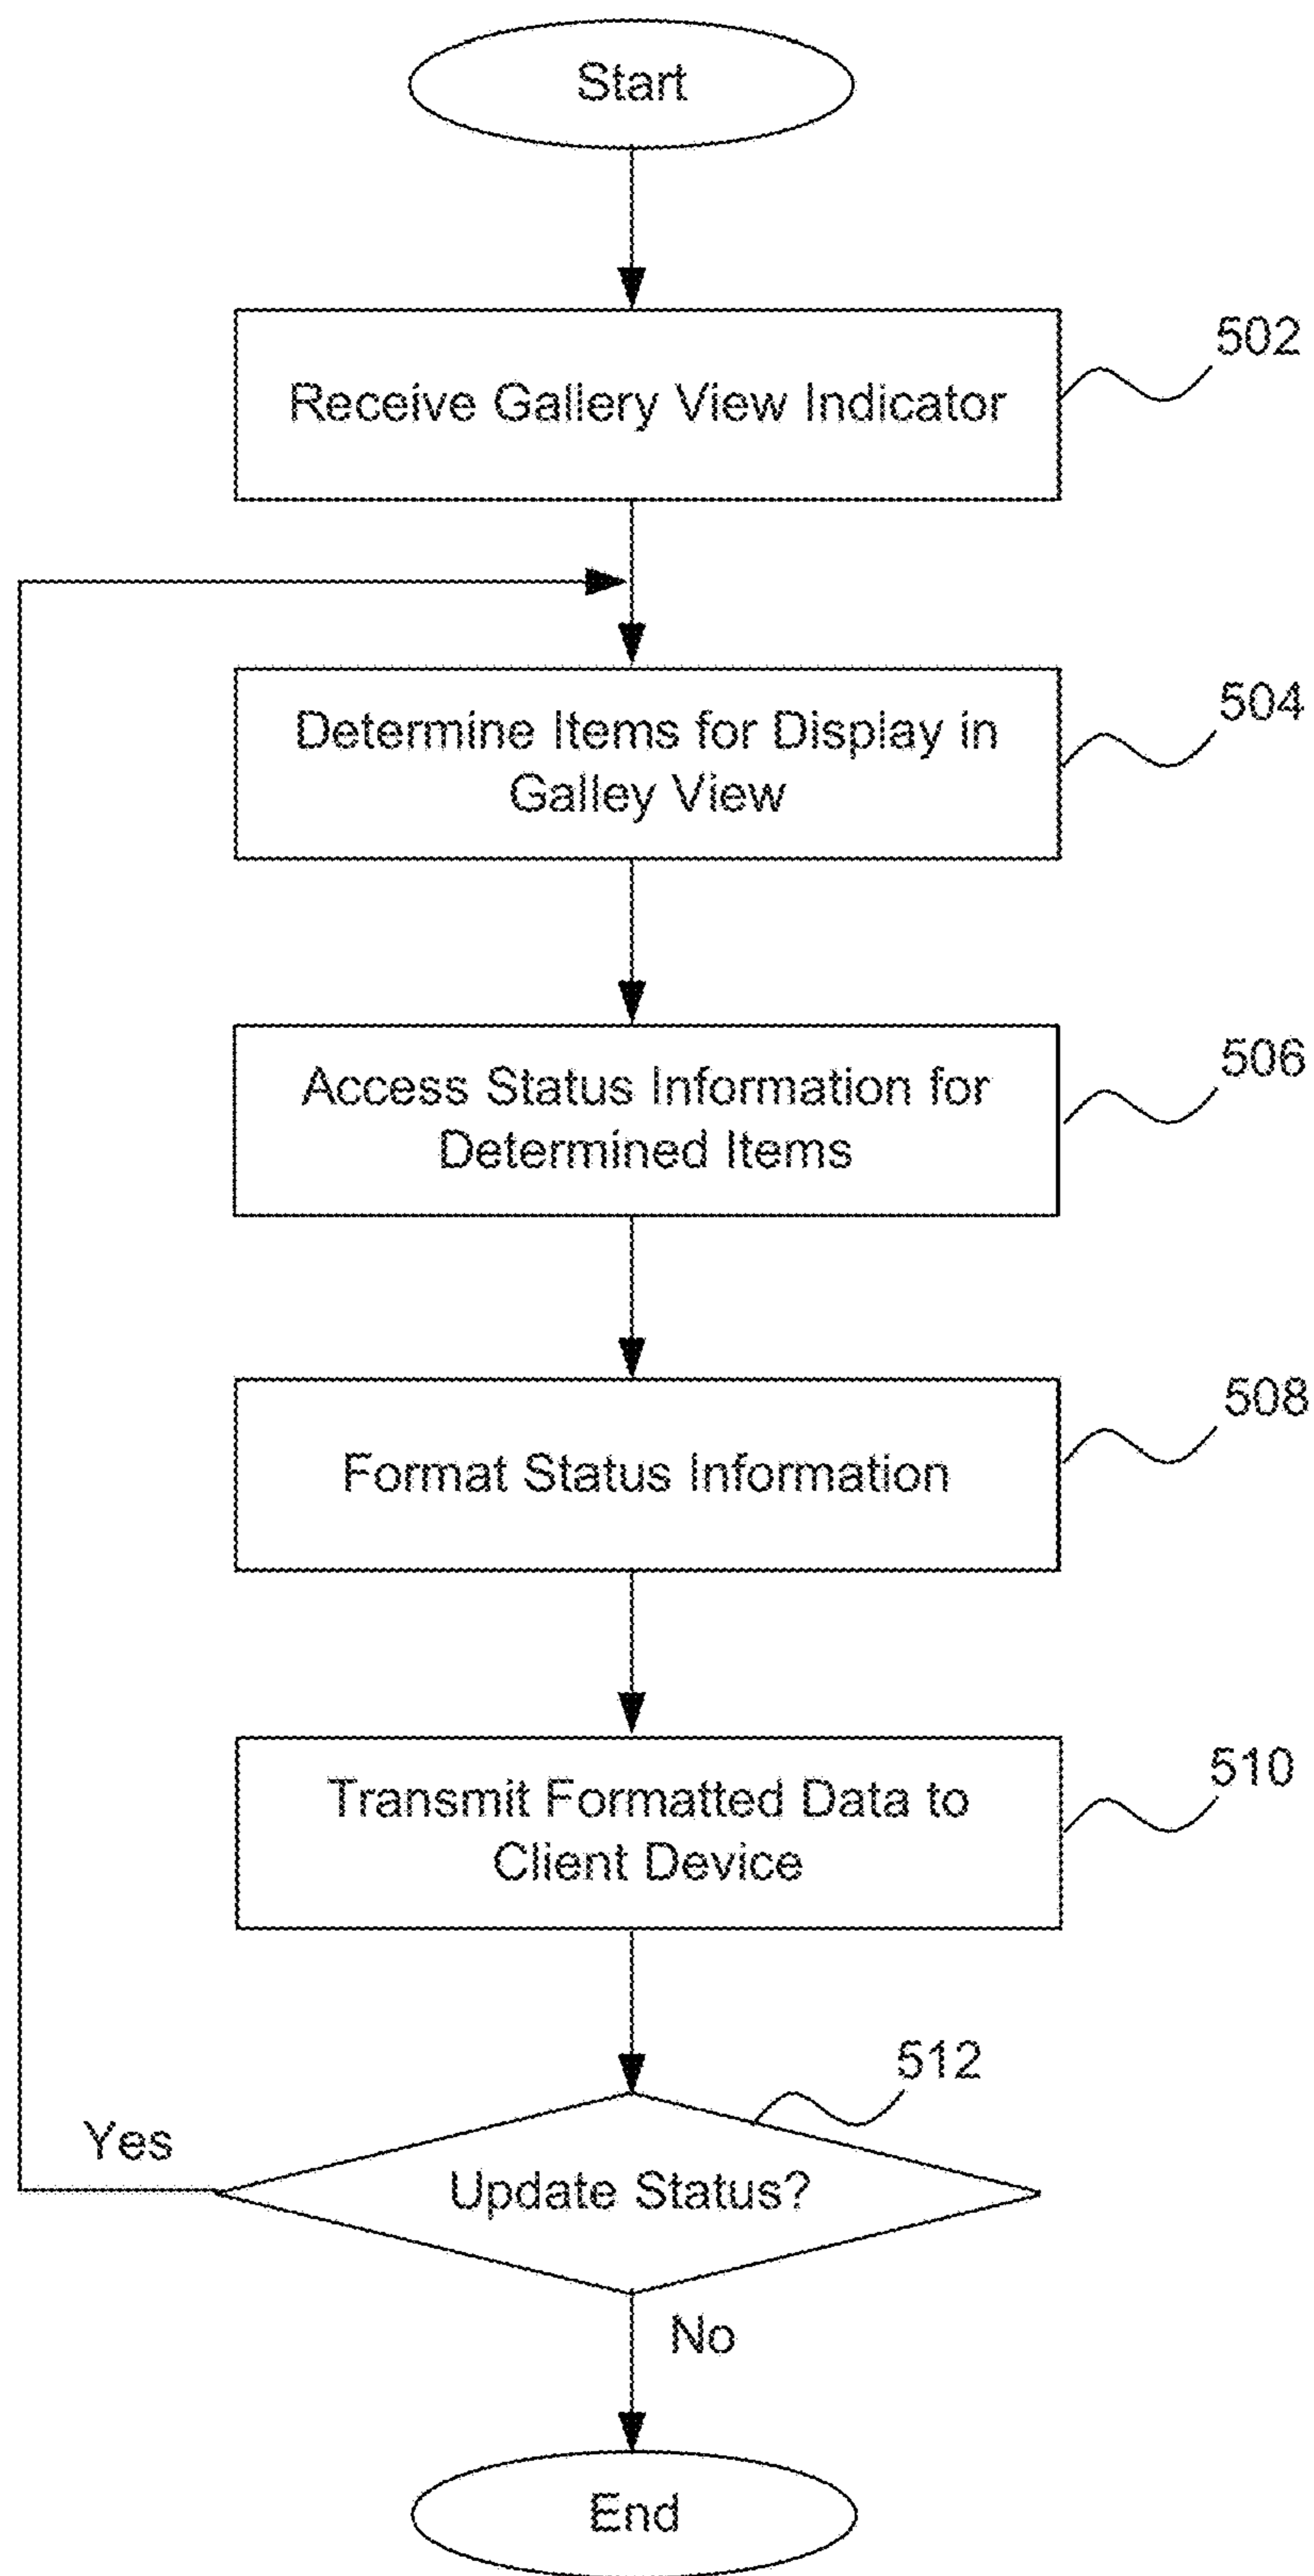 Start
502
Receive Gallery View Indicator
504
Determine Items for Display in
Galley View
506
Access Status Information for
Determined Items
508
Format Status Information
510
Transmit Formatted Data to
Client Device
512
Yes
Update Status?
No
End